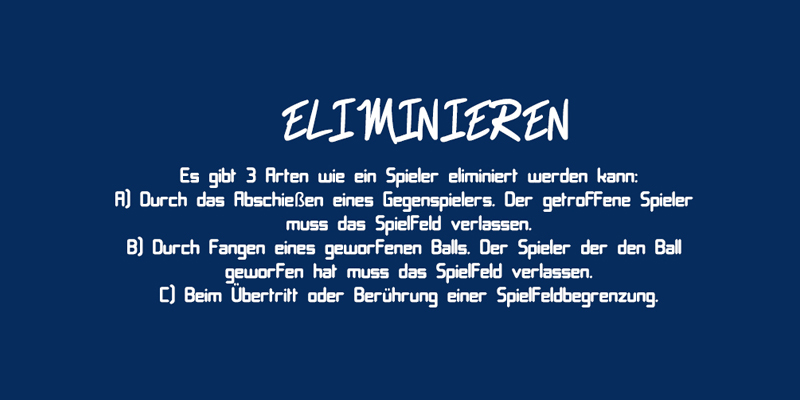 ELIMINIEREN
Es gibt 3 Arten wie ein Spieler eliminiert werden kann:
A) Durch das Abschießen eines Gegenspielers. Der getroffene Spieler
muss das Spielfeld verlassen.
B) Durch Fangen eines geworfenen Balls. Der Spieler der den Ball
geworfen hat muss das Spielfeld verlassen.
C) Beim Übertritt oder Berührung einer Spielfeldbegrenzung.